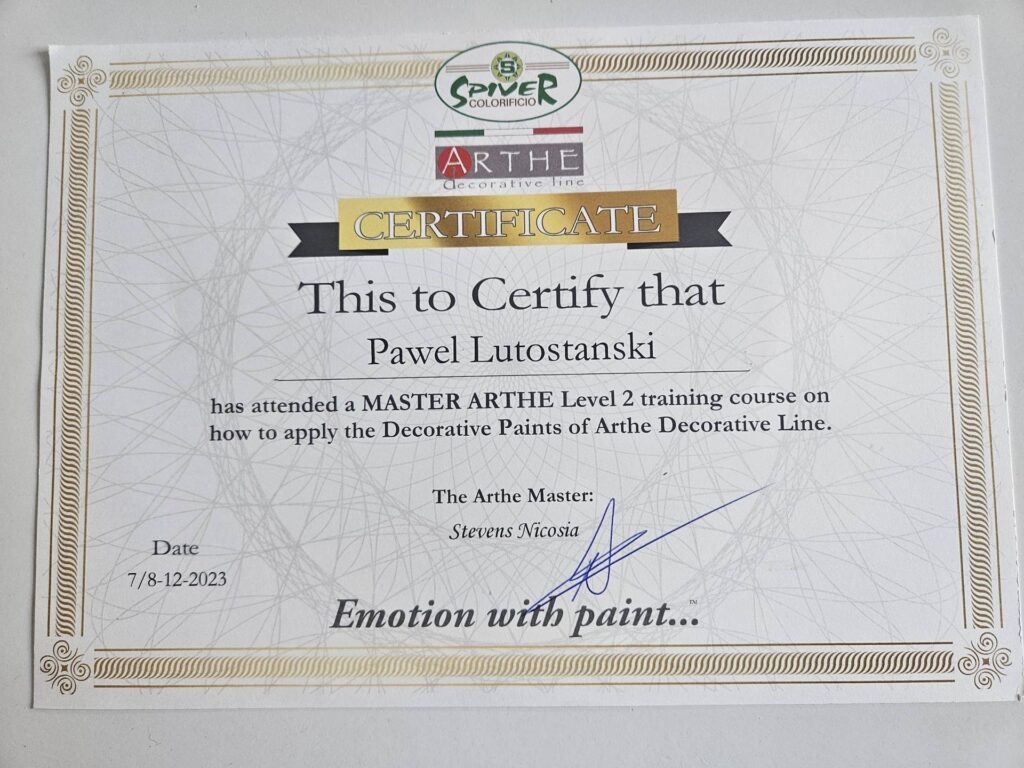 S
SPIVER
COLORIFICIO
ARTHE
decorative line
CERTIFICATE
This to Certify that
Pawel Lutostanski
has attended a MASTER ARTHE Level 2 training course on
how to apply the Decorative Paints of Arthe Decorative Line.
The Arthe Master:
Stevens Nicosia
Date
7/8-12-2023
Emotion with paint...™